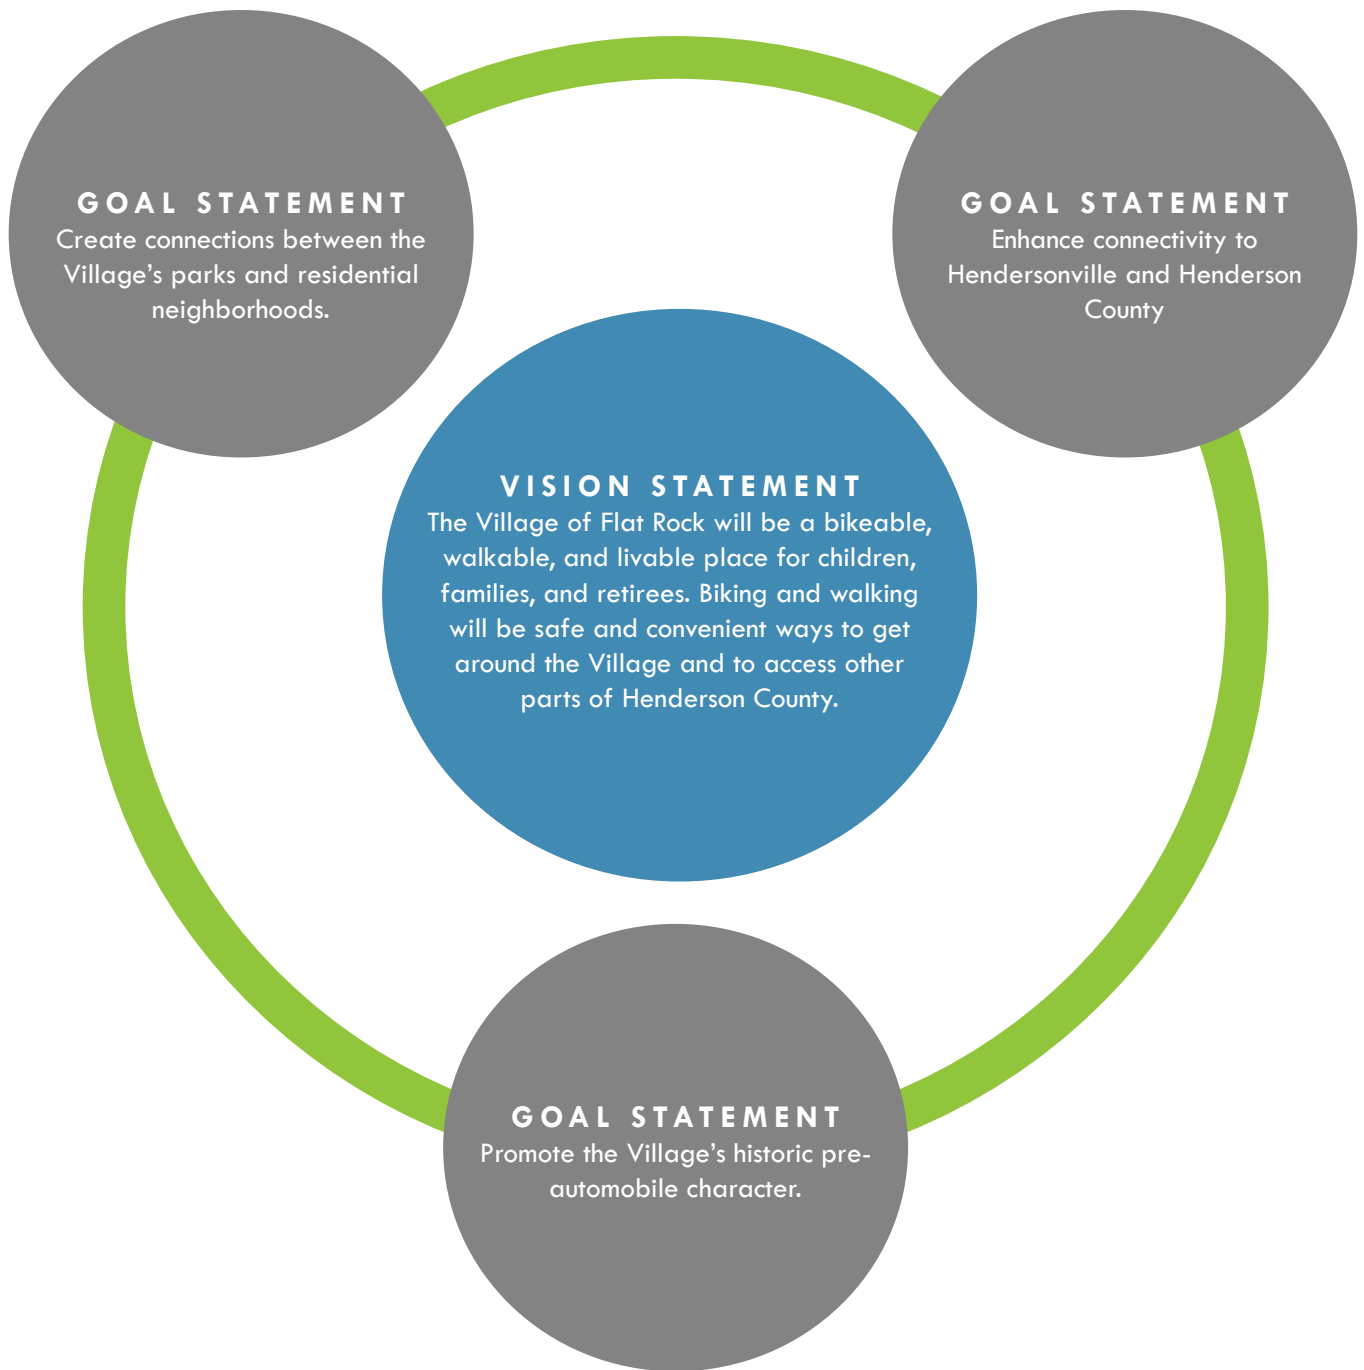 GOAL STATEMENT
Create connections between the
Village’s parks and residential
neighborhoods.
GOAL STATEMENT
Enhance connectivity to
Hendersonville and Henderson
County
VISION STATEMENT
The Village of Flat Rock will be a bikeable,
walkable, and livable place for children,
families, and retirees. Biking and walking
will be safe and convenient ways to get
around the Village and to access other
parts of Henderson County.
GOAL STATEMENT
Promote the Village’s historic pre-
automobile character.